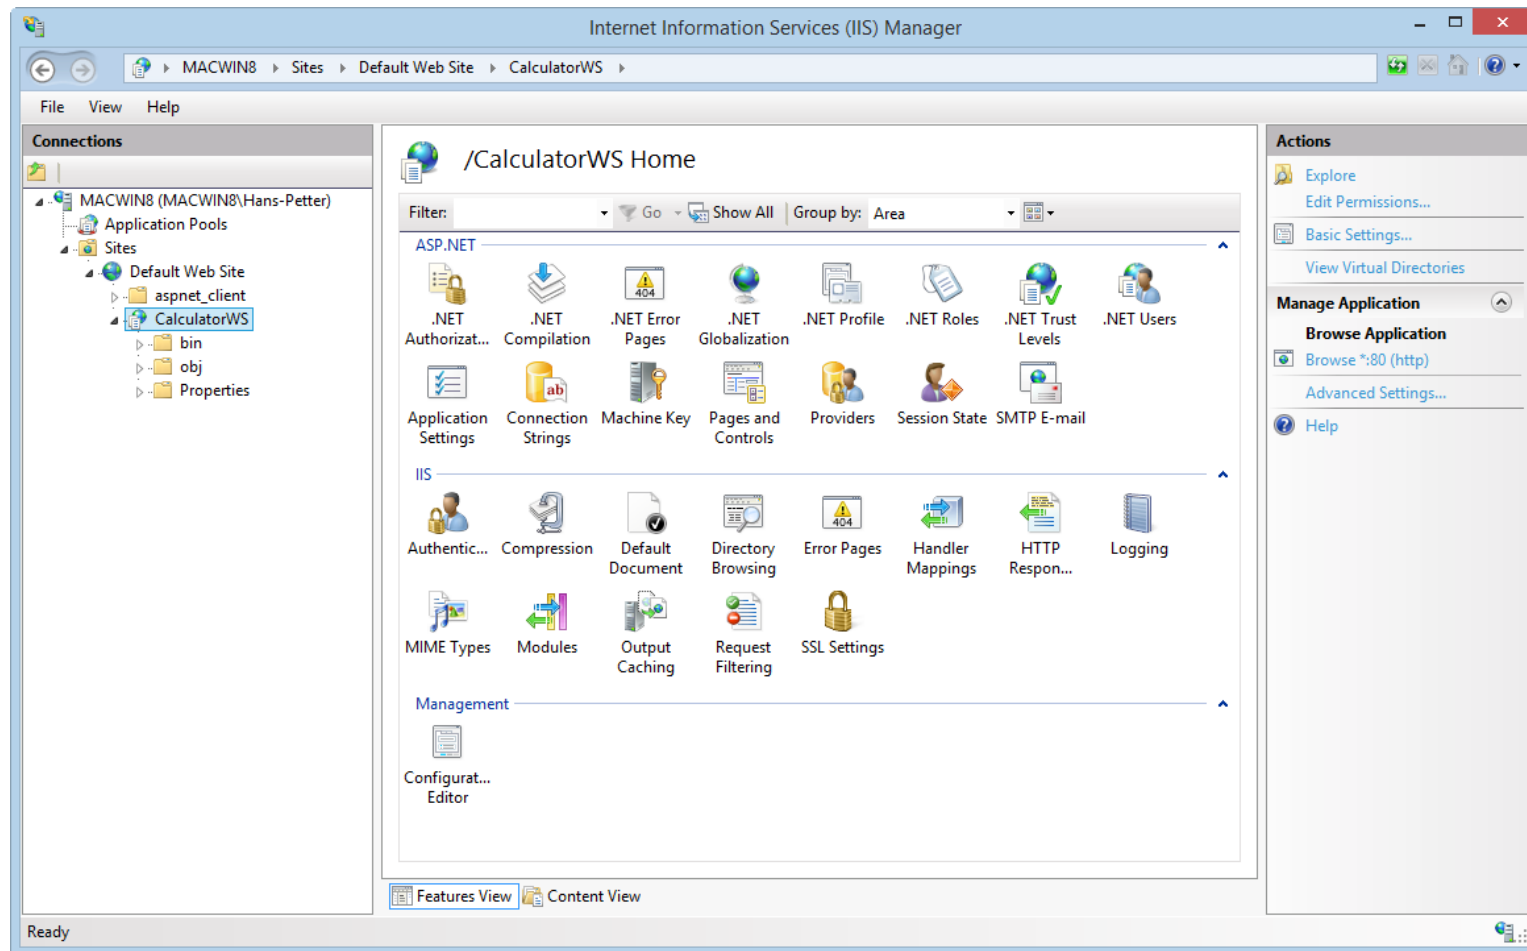 Internet Information Services (IIS) Manager
MACWIN8 Sites Default Web Site CalculatorWS
File View Help
Connections
MACWIN8 (MACWIN8\Hans-Petter)
Application Pools
Sites
Default Web Site
aspnet_client
CalculatorWS
bin
obj
Properties
/CalculatorWS Home
Filter: Go Show All Group by: Area
ASP.NET
.NET Authorizat...
.NET Compilation
404
.NET Error Pages
.NET Globalization
.NET Profile
.NET Roles
.NET Trust Levels
.NET Users
Application Settings
ab
Connection Strings
Machine Key
Pages and Controls
Providers
Session State
SMTP E-mail
IIS
Authentic...
Compression
Default Document
Directory Browsing
404
Error Pages
Handler Mappings
HTTP Respon...
Logging
MIME Types
Modules
Output Caching
Request Filtering
SSL Settings
Management
Configurat... Editor
Features View Content View
Actions
Explore
Edit Permissions...
Basic Settings...
View Virtual Directories
Manage Application
Browse Application
Browse *:80 (http)
Advanced Settings...
Help
Ready